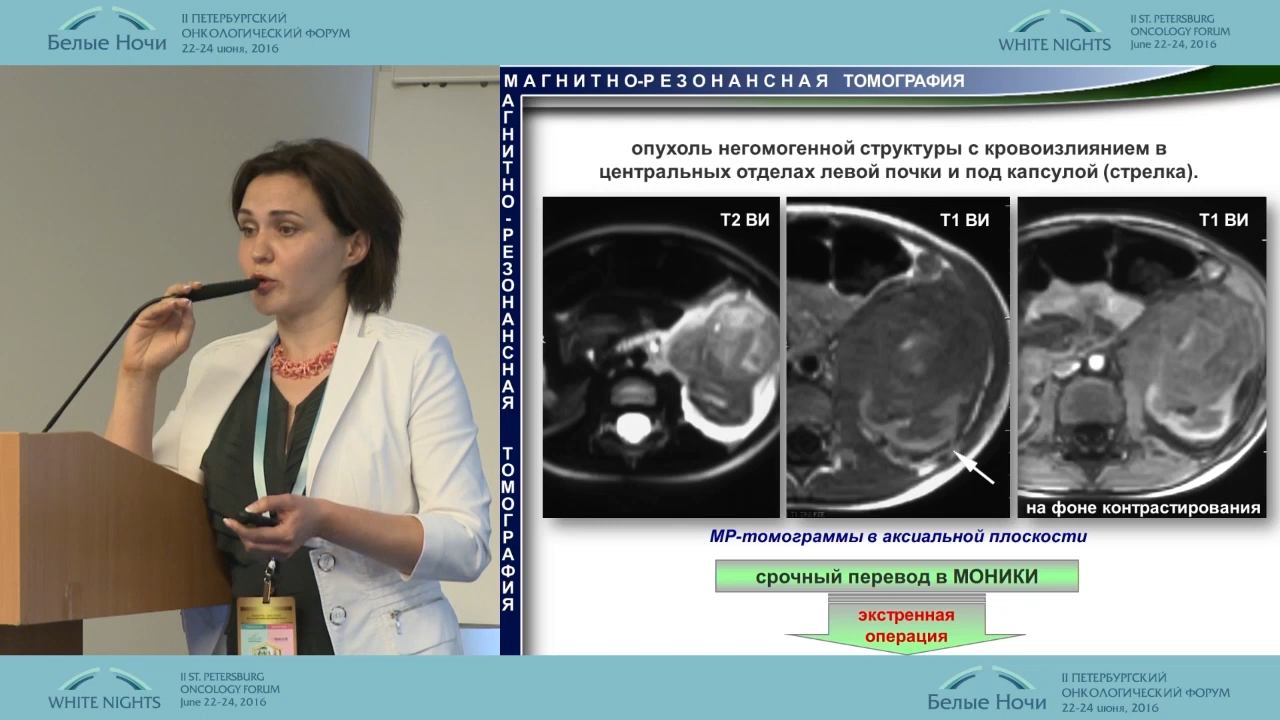 Белые Ночи
II ПЕТЕРБУРГСКИЙ
ОНКОЛОГИЧЕСКИЙ ФОРУМ
22-24 июня, 2016
WHITE NIGHTS
II ST. PETERSBURG
ONCOLOGY FORUM
June 22-24, 2016
МАГНИТНО-РЕЗОНАНСНАЯ ТОМОГРАФИЯ
МАГНИТНО-РЕЗОНАНСНАЯ ТОМОГРАФИЯ
опухоль негомогенной структуры с кровоизлиянием в
центральных отделах левой почки и под капсулой (стрелка).
Т2 ВИ
Т1 ВИ
Т1 ВИ
на фоне контрастирования
МР-томограммы в аксиальной плоскости
срочный перевод в МОНИКИ
экстренная
операция
WHITE NIGHTS
II ST. PETERSBURG
ONCOLOGY FORUM
June 22-24, 2016
Белые Ночи
II ПЕТЕРБУРГСКИЙ
ОНКОЛОГИЧЕСКИЙ ФОРУМ
22-24 июня, 2016